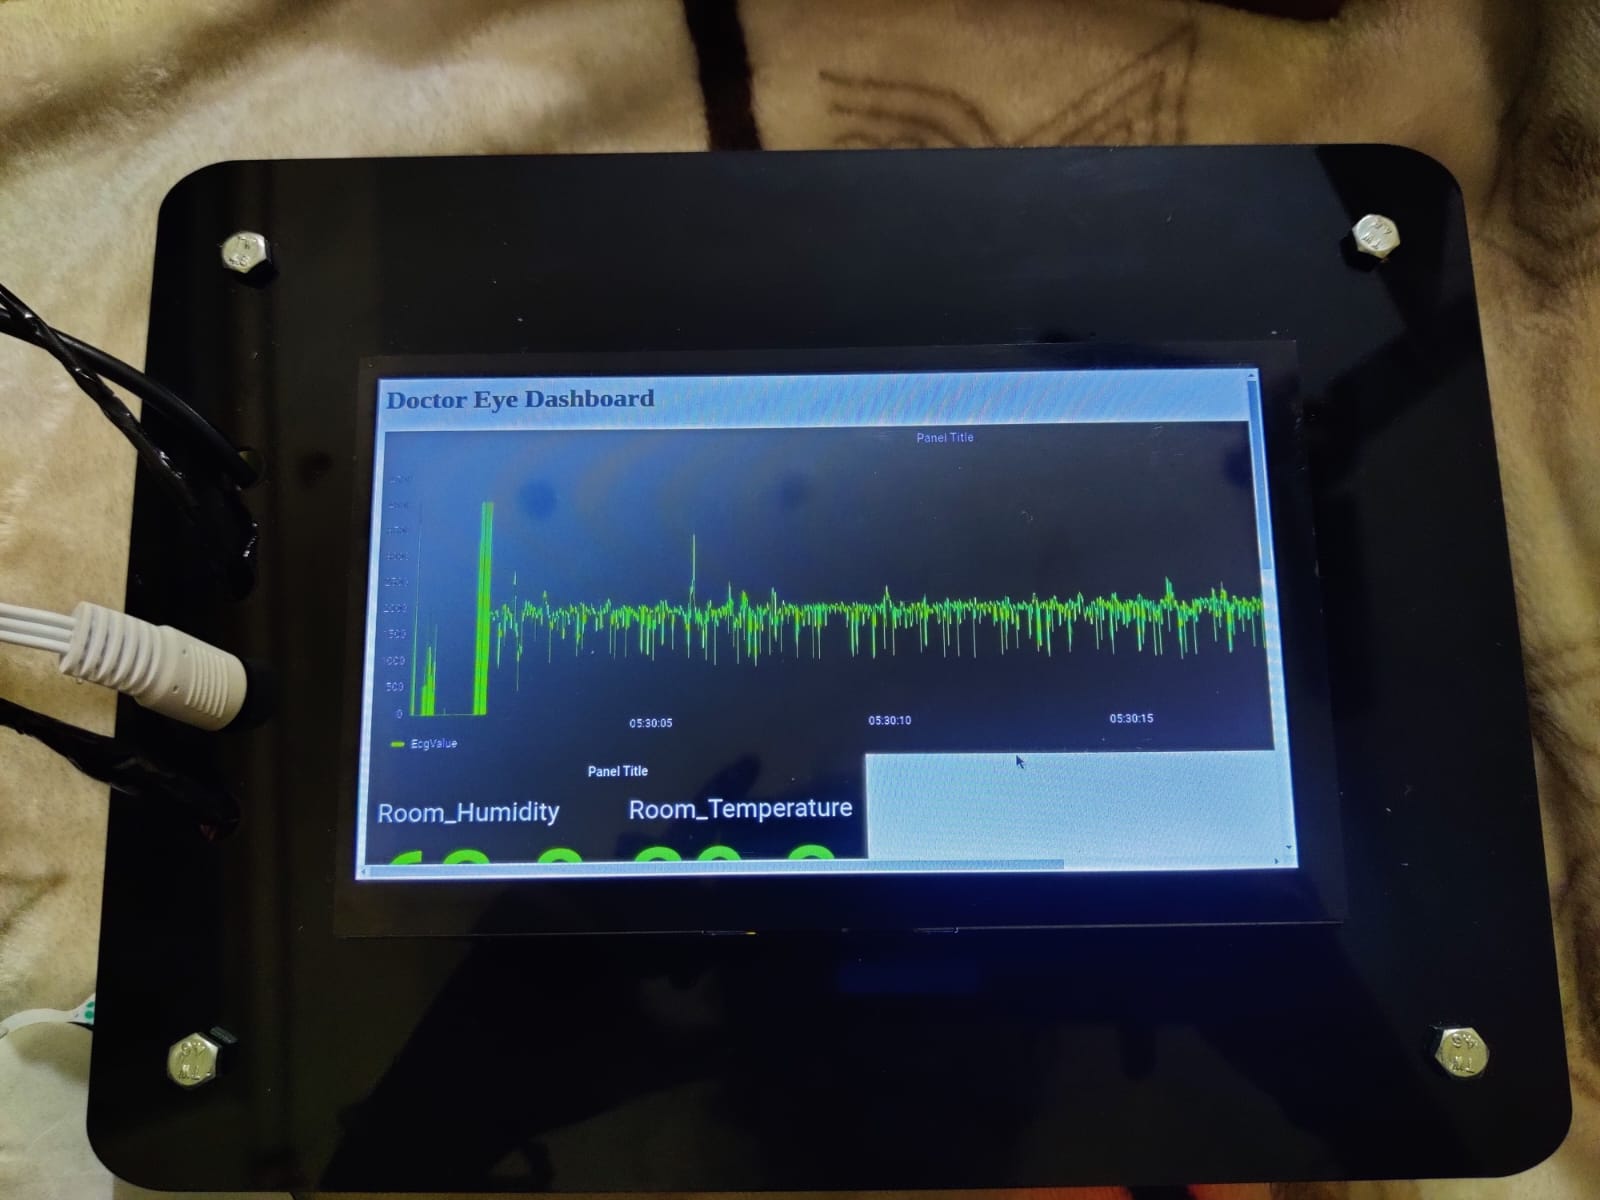 Doctor Eye Dashboard
Panel Title
2000
1500
1000
500
0
05:30:05 05:30:10 05:30:15
EcgValue
Panel Title
Room_Humidity Room_Temperature
TW